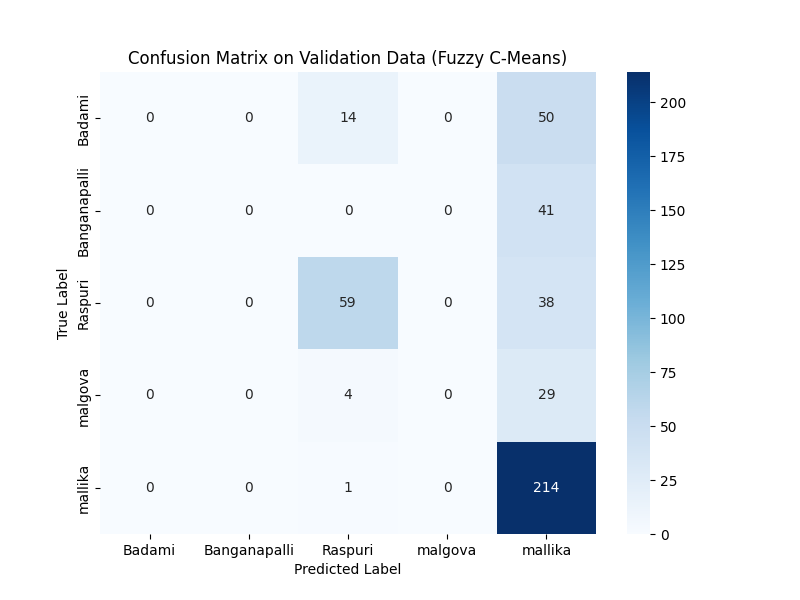 Confusion Matrix on Validation Data (Fuzzy C-Means)
True Label
Badami 0 0 14 0 50
Banganapalli 0 0 0 0 41
Raspuri 0 0 59 0 38
malgova 0 0 4 0 29
mallika 0 0 1 0 214
Badami Banganapalli Raspuri malgova mallika
Predicted Label
200
175
150
125
100
75
50
25
0